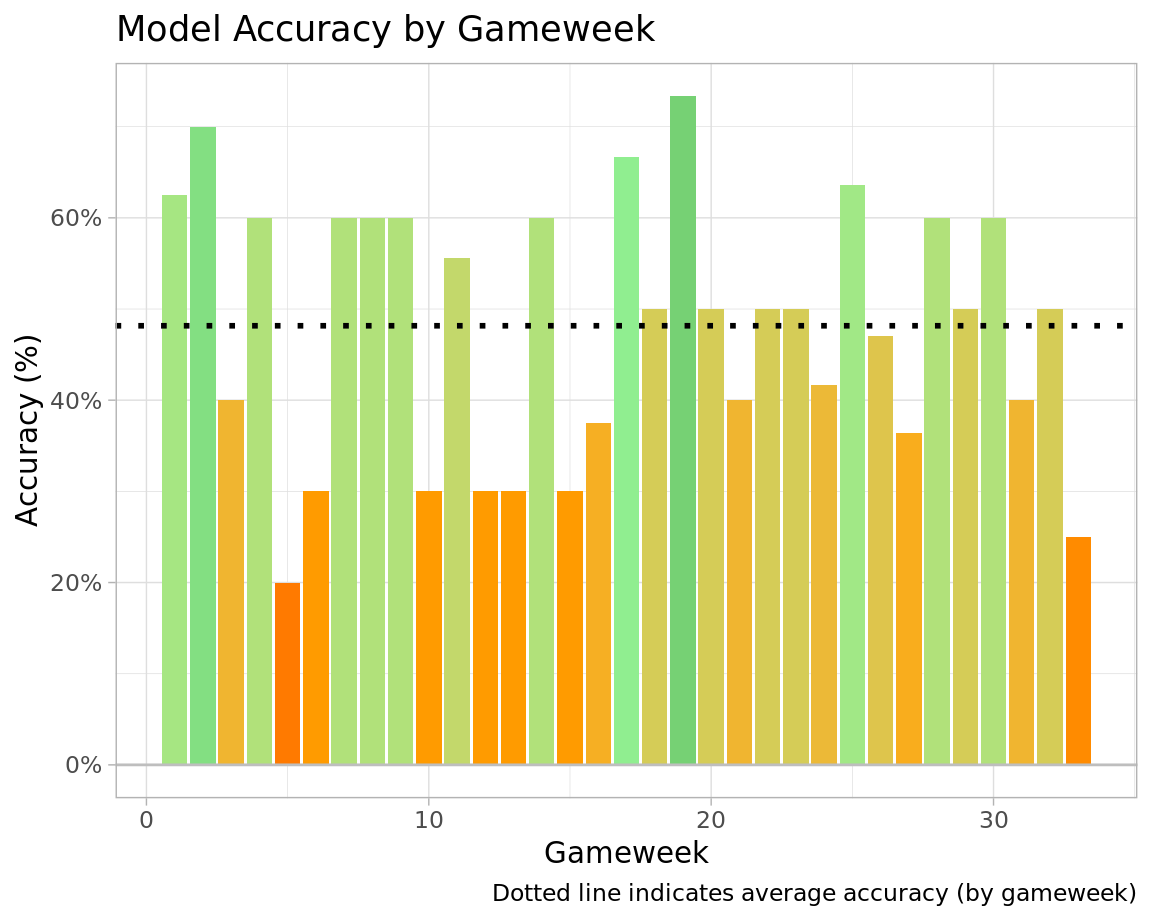 Model Accuracy by Gameweek
Accuracy (%)
60%
40%
20%
0%
0 10 20 30
Gameweek
Dotted line indicates average accuracy (by gameweek)